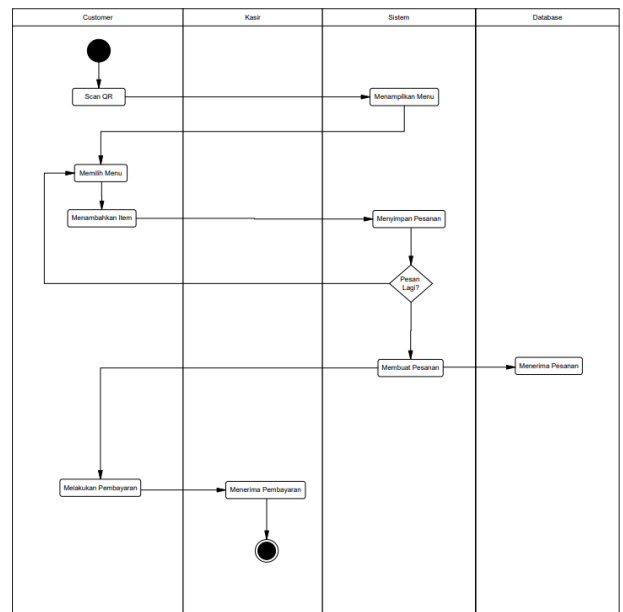 Customer
Kasir
Sistem
Database
Scan QR
Menampilkan Menu
Memilih Menu
Menambahkan Item
Menyimpan Pesanan
Pesan
Lagi?
Membuat Pesanan
Menerima Pesanan
Melakukan Pembayaran
Menerima Pembayaran